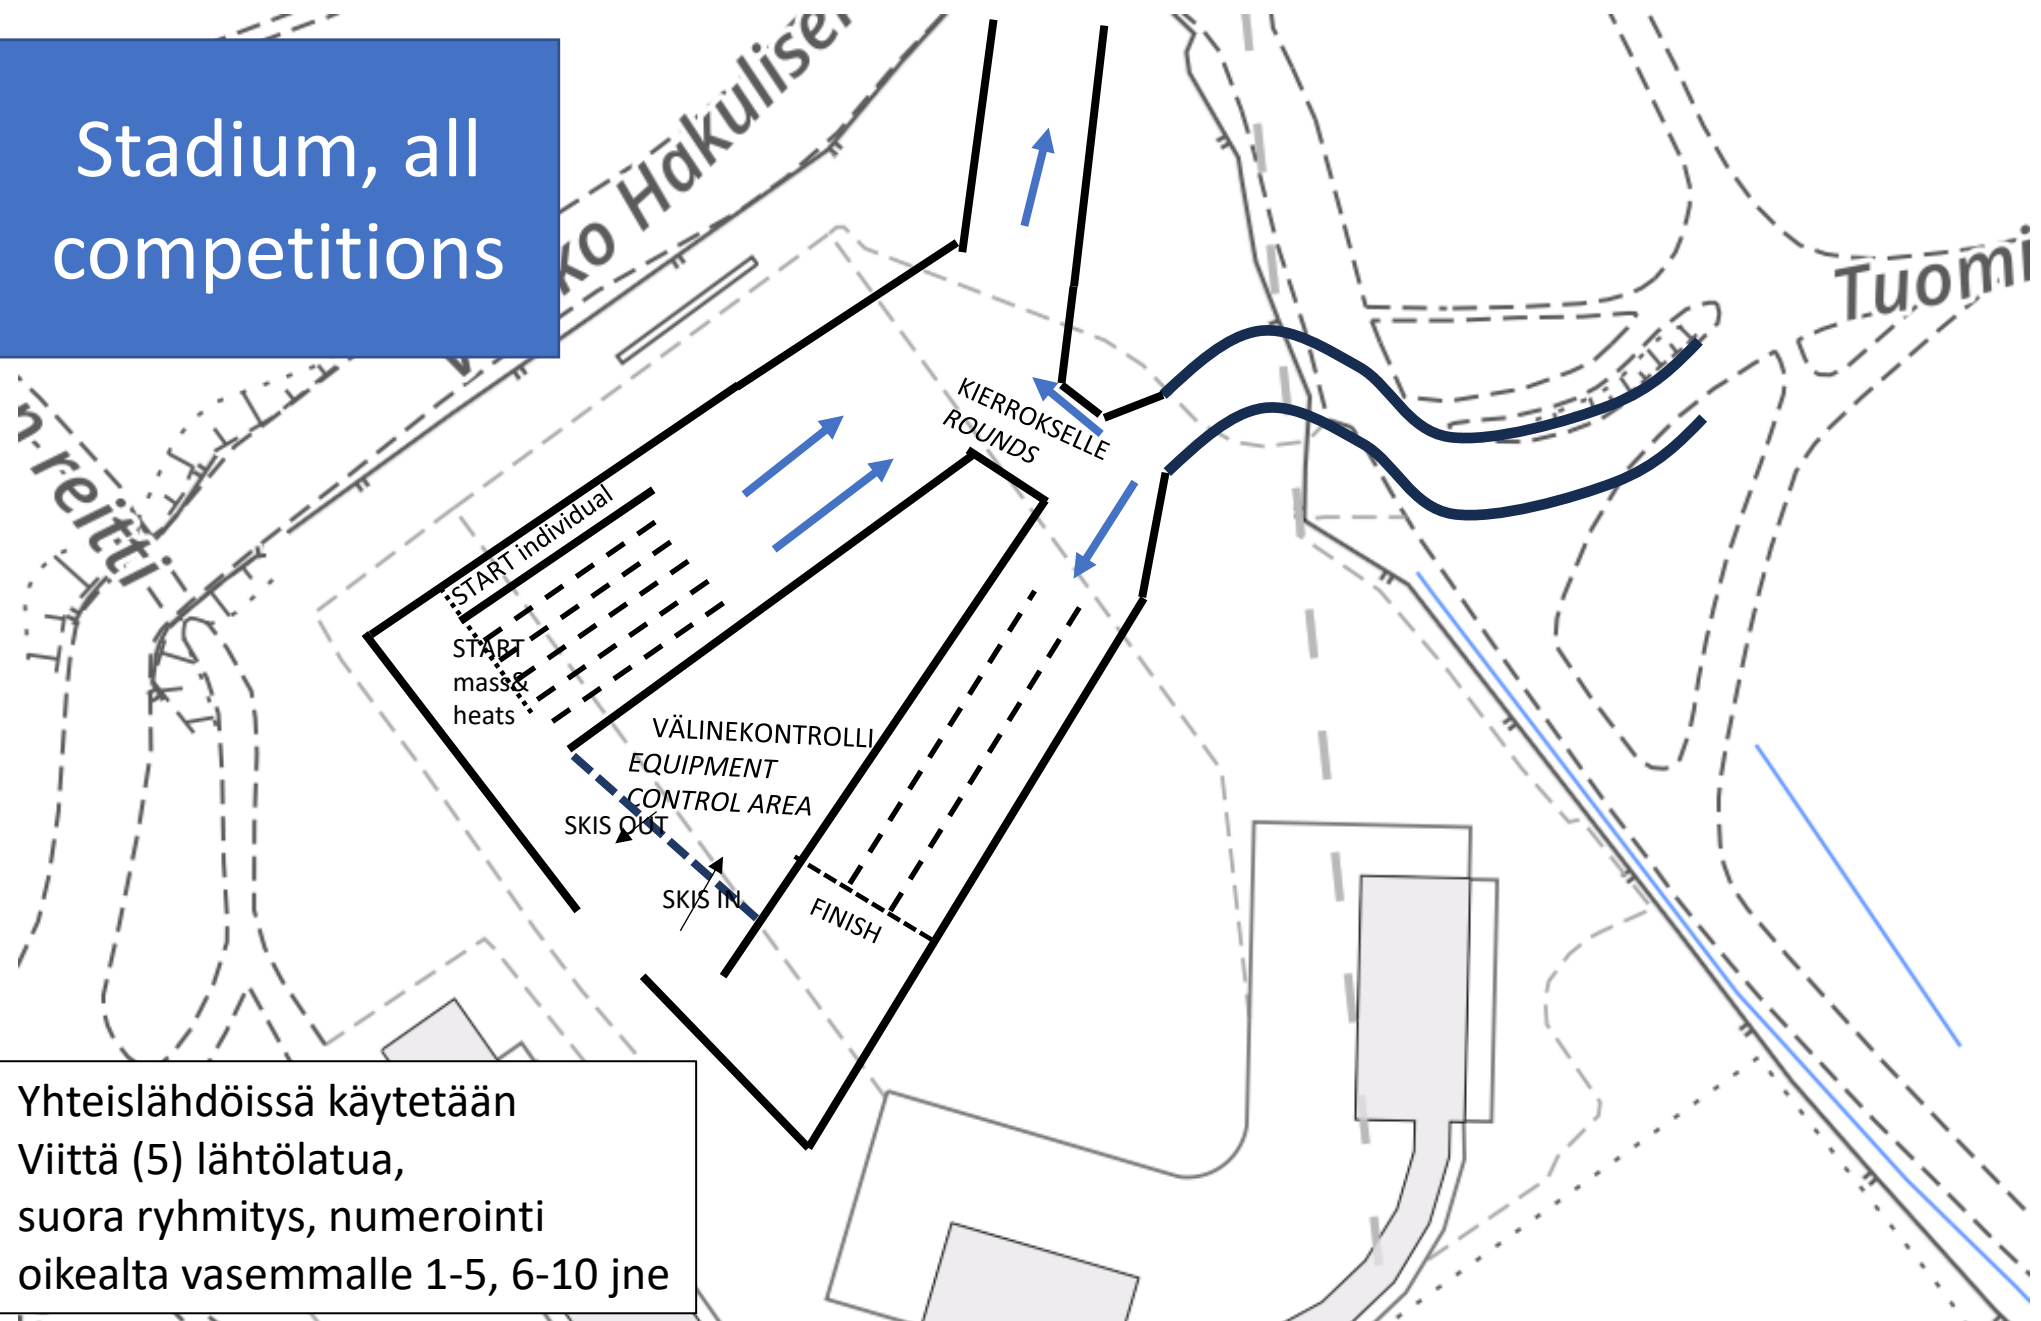 Stadium, all
competitions
ko Hakulisen
Tuomi
n reitti
KIERROKSELLE
ROUNDS
START individual
START
mass&
heats
VÄLINEKONTROLLI
EQUIPMENT
CONTROL AREA
SKIS OUT
SKIS IN
FINISH
Yhteislähdöissä käytetään
Viittä (5) lähtölatua,
suora ryhmitys, numerointi
oikealta vasemmalle 1-5, 6-10 jne